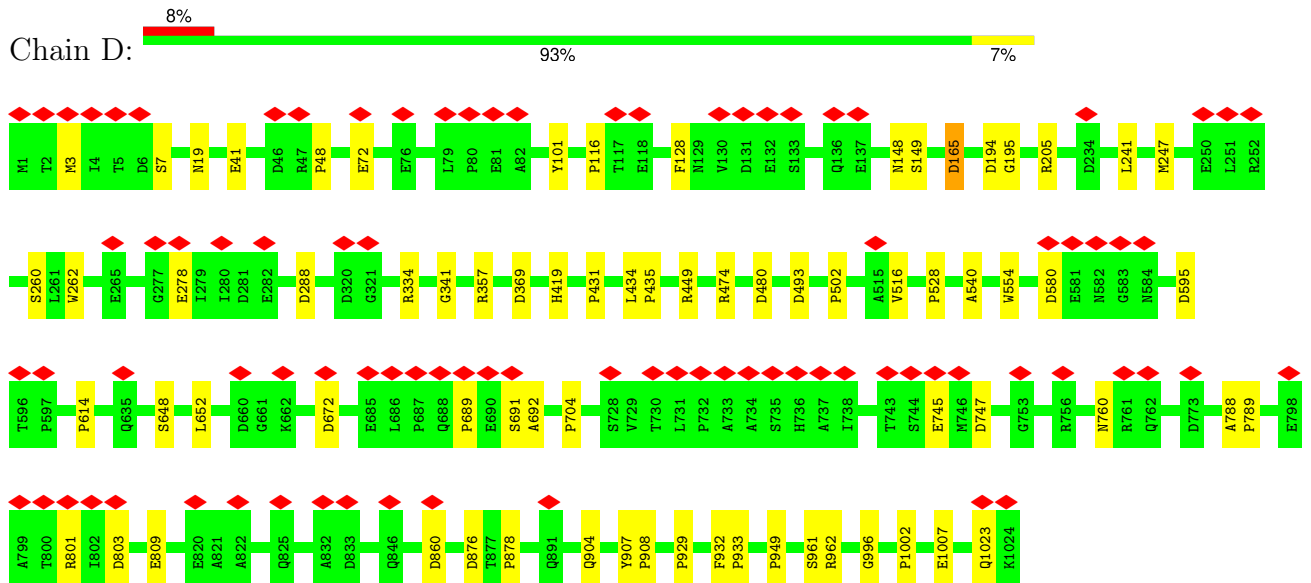 8%
Chain D:
93% 7%
M1 T2 M3 I4 T5 D6 S7 N19 E41 D46 R47 P48 E72 E76 L79 P80 E81 A82 Y101 P116 T117 E118 F128 N129 V130 D131 E132 S133 Q136 E137 N148 S149 D165 D194 G195 R205 D234 L241 M247 E250 L251 R252
S260 L261 W262 E265 G277 E278 I279 I280 D281 E282 D288 D320 G321 R334 G341 R357 D369 H419 P431 L434 P435 R449 R474 D480 D493 P502 A515 V516 P528 A540 W554 D580 E581 N582 G583 N584 D595
T596 P597 P614 Q635 S648 L652 D660 G661 K662 D672 E685 L686 P687 Q688 P689 E690 S691 A692 P704 S728 V729 T730 L731 P732 A733 A734 S735 H736 A737 I738 T743 S744 E745 M746 D747 G753 R756 N760 R761 Q762 D773 A788 P789 E798
A799 T800 R801 I802 D803 E809 E820 A821 A822 Q825 A832 D833 Q846 D860 D876 T877 P878 Q891 Q904 Y907 P908 P929 F932 P933 P949 S961 R962 G996 P1002 E1007 Q1023 K1024